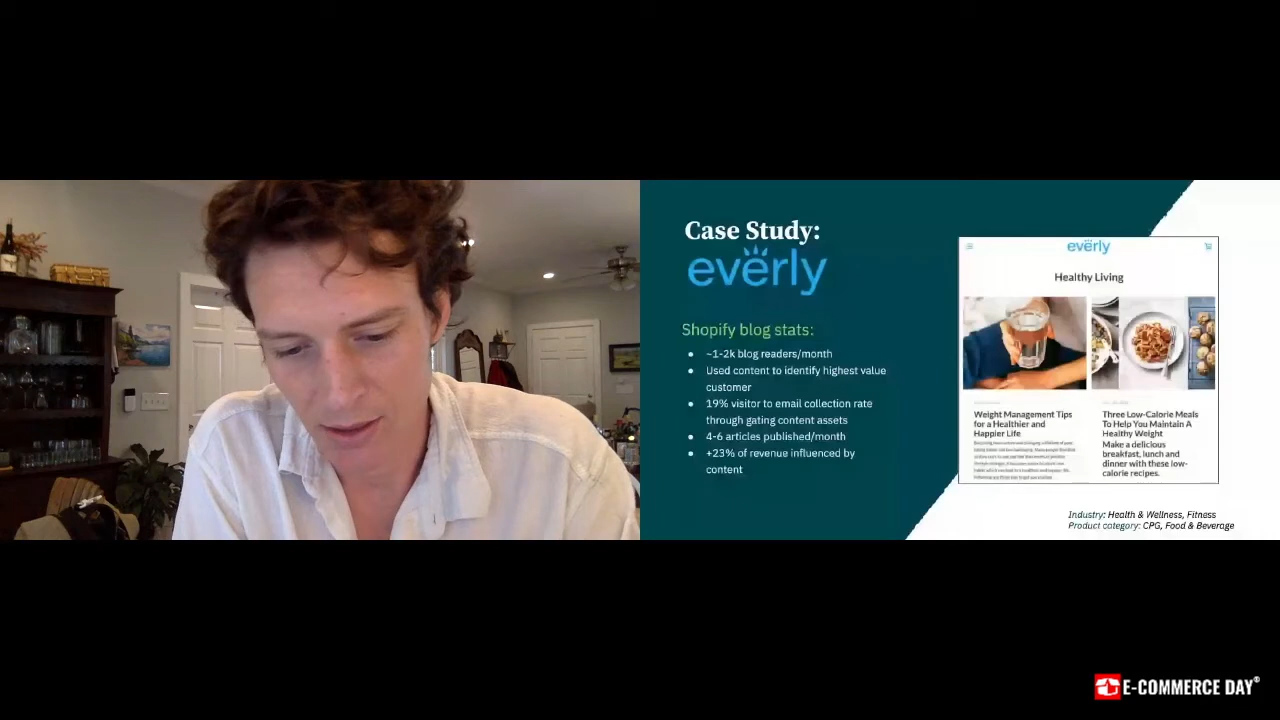 Case Study:
everly
Shopify blog stats:
● ~1-2k blog readers/month
● Used content to identify highest value
customer
● 19% visitor to email collection rate
through gating content assets
● 4-6 articles published/month
● +23% of revenue influenced by
content
everly
Healthy Living
Weight Management Tips
for a Healthier and
Happier Life
Three Low-Calorie Meals
To Help You Maintain A
Healthy Weight
Make a delicious
breakfast, lunch and
dinner with these low-
calorie recipes.
Industry: Health & Wellness, Fitness
Product category: CPG, Food & Beverage
E-COMMERCE DAY®